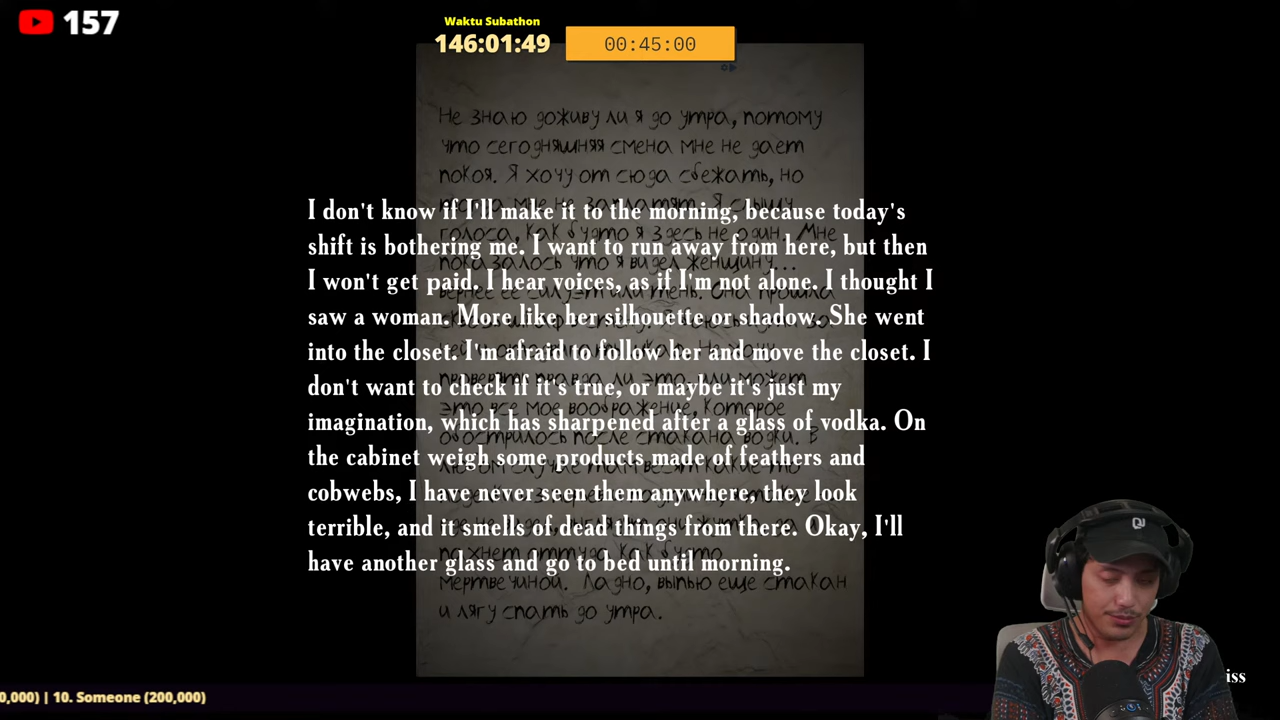 157
Waktu Subathon
146:01:49
00:45:00
Не знаю доживу ли я до утра, потому
что сегодняшняя смена мне не дает
покоя. Я хочу от сюда сбежать, но
I don't know if I'll make it to the morning, because today's
shift is bothering me. I want to run away from here, but then
I won't get paid. I hear voices, as if I'm not alone. I thought I
saw a woman. More like her silhouette or shadow. She went
into the closet. I'm afraid to follow her and move the closet. I
don't want to check if it's true, or maybe it's just my
imagination, which has sharpened after a glass of vodka. On
the cabinet weigh some products made of feathers and
cobwebs, I have never seen them anywhere, they look
terrible, and it smells of dead things from there. Okay, I'll
have another glass and go to bed until morning.
мертвечиной. Ладно, выпью еще стакан
и лягу спать до утра.
iss
0,000) | 10. Someone (200,000)